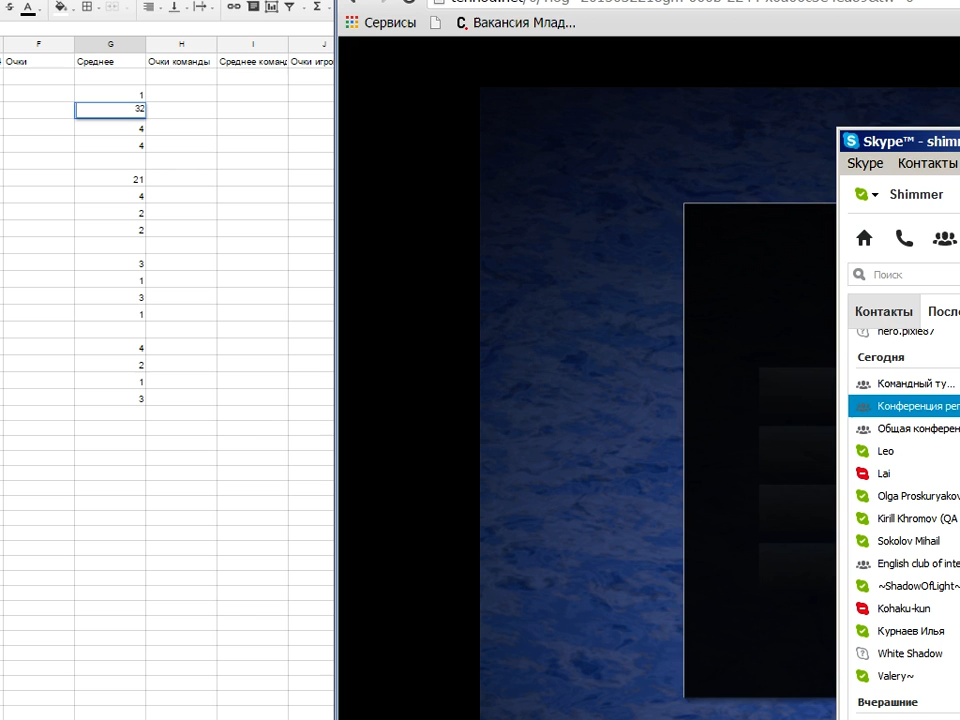 Сервисы
Вакансия Млад...
F G H I J
Очки Среднее Очки команды Среднее команд Очки игро
1
32
4
4
21
4
2
2
3
1
3
1
4
2
1
3
Skype™ - shimm
Skype Контакты
Shimmer
Поиск
Контакты Посл
nero.pixie87
Сегодня
Командный ту...
Конференция рег
Общая конферен
Leo
Lai
Olga Proskuryakov
Kirill Khromov (QA
Sokolov Mihail
English club of inte
~ShadowOfLight~
Kohaku-kun
Курнаев Илья
White Shadow
Valery~
Вчерашние